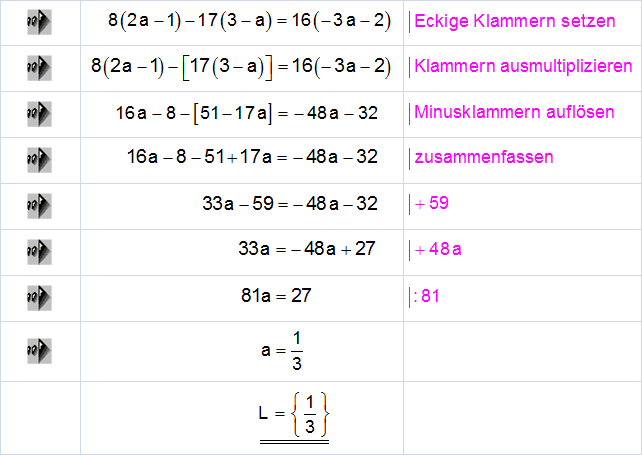 8(2a − 1) − 17(3 − a) = 16(−3a − 2) | Eckige Klammern setzen
8(2a − 1) − [17(3 − a)] = 16(−3a − 2) | Klammern ausmultiplizieren
16a − 8 − [51 − 17a] = −48a − 32 | Minusklammern auflösen
16a − 8 − 51 + 17a = −48a − 32 | zusammenfassen
33a − 59 = −48a − 32 | + 59
33a = −48a + 27 | + 48a
81a = 27 | : 81
a = 1/3
L = {1/3}